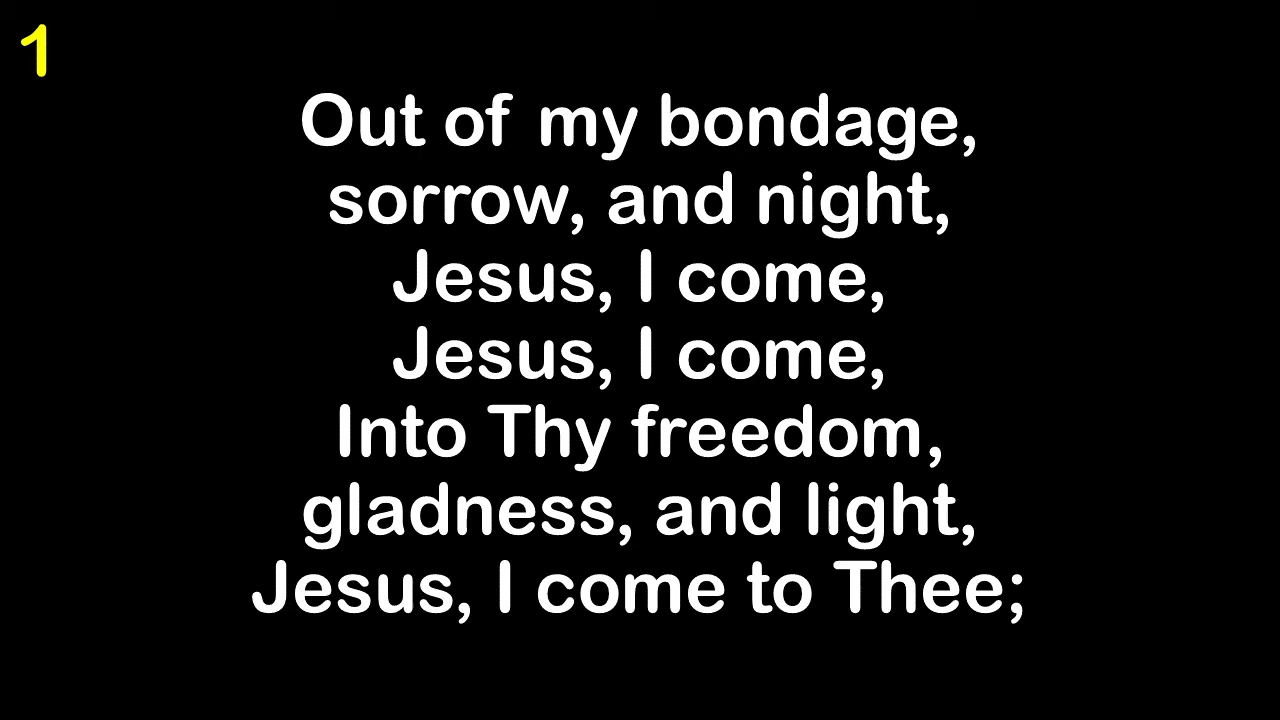 1
Out of my bondage,
sorrow, and night,
Jesus, I come,
Jesus, I come,
Into Thy freedom,
gladness, and light,
Jesus, I come to Thee;